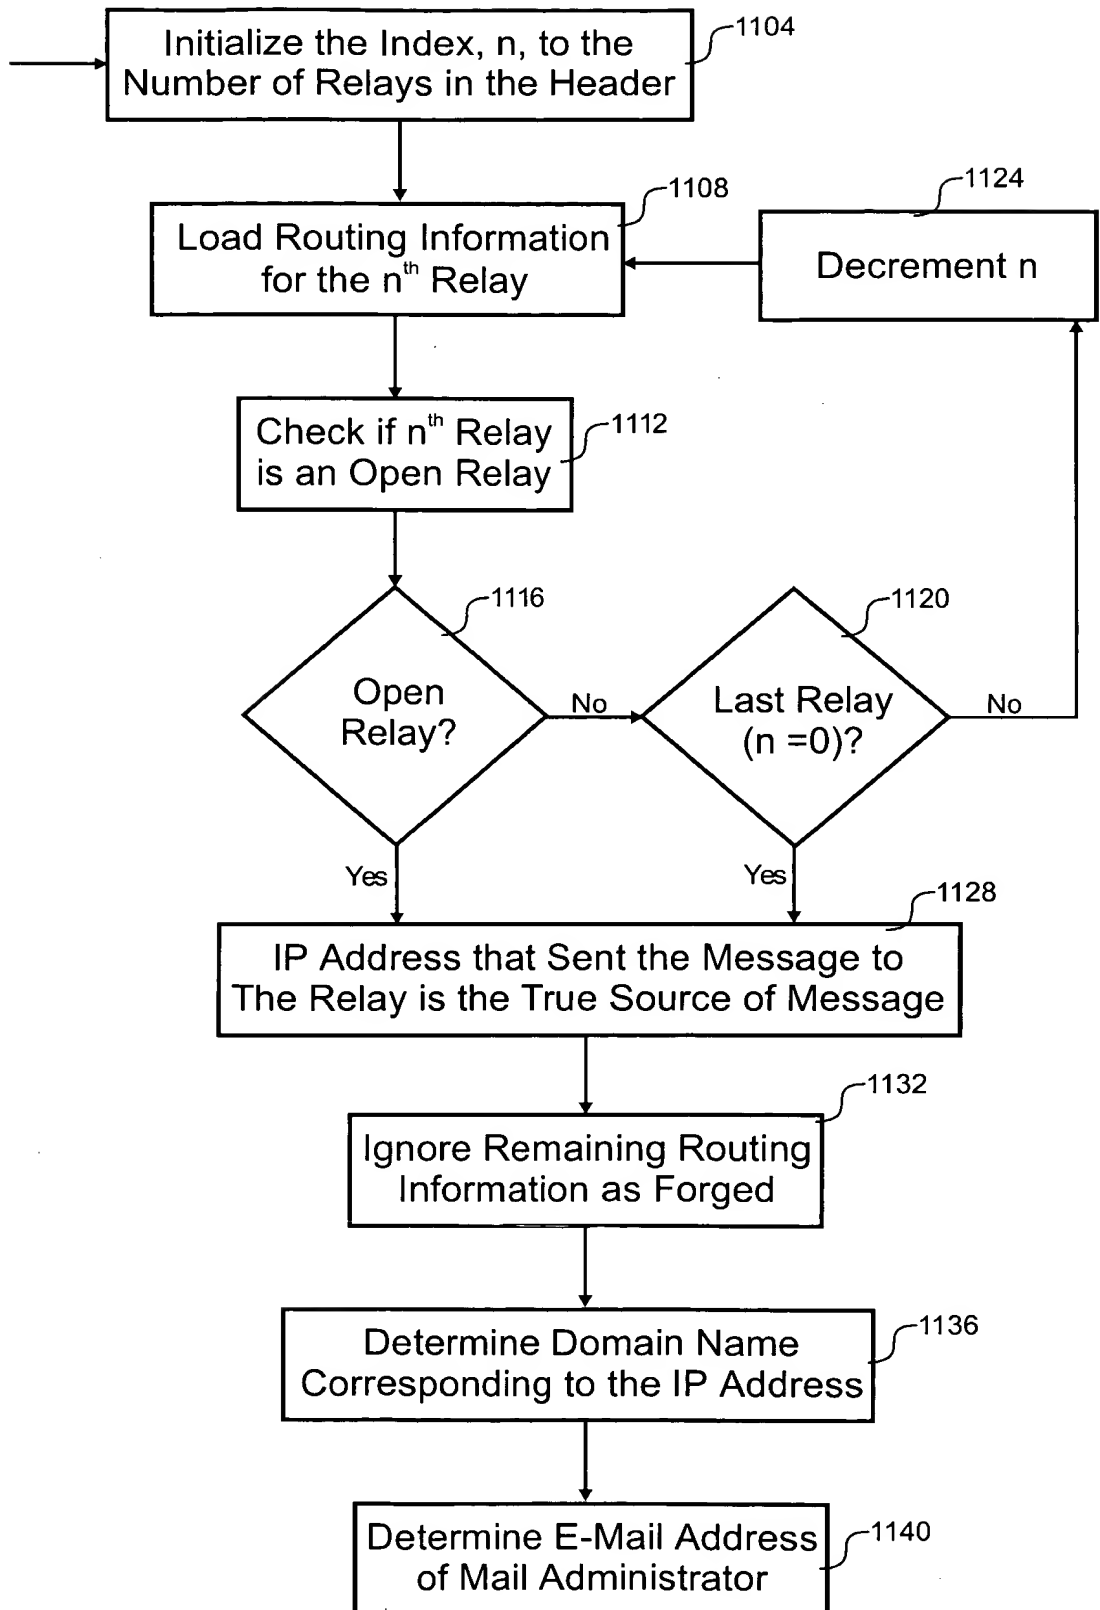 1104
Initialize the Index, n, to the
Number of Relays in the Header
1108
1124
Load Routing Information
for the nth Relay
Decrement n
Check if nth Relay
is an Open Relay
1112
1116
1120
Open
Relay?
No
Last Relay
(n =0)?
No
Yes
Yes
1128
IP Address that Sent the Message to
The Relay is the True Source of Message
1132
Ignore Remaining Routing
Information as Forged
1136
Determine Domain Name
Corresponding to the IP Address
1140
Determine E-Mail Address
of Mail Administrator